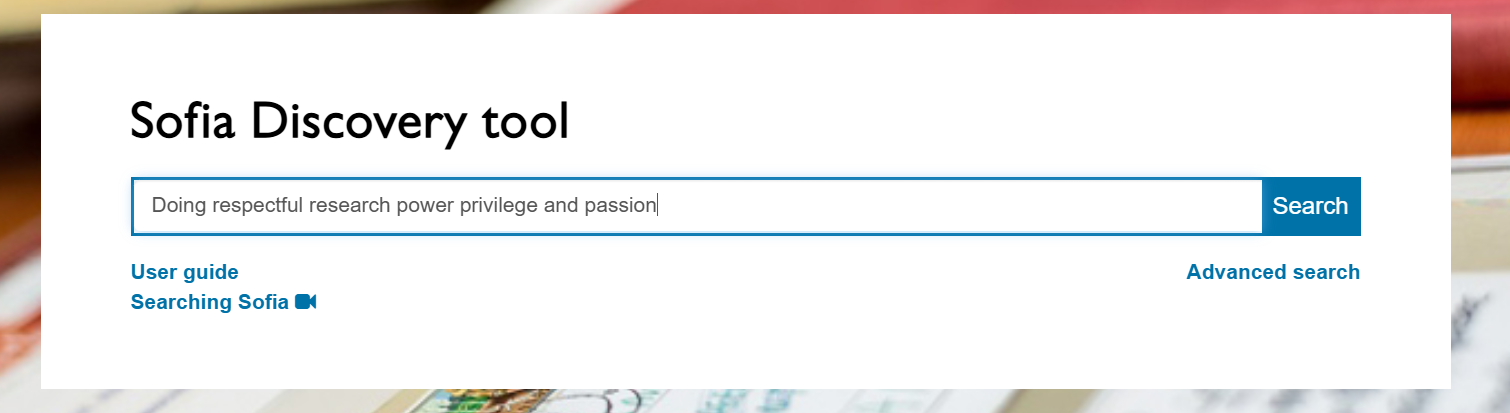 Sofia Discovery tool
Doing respectful research power privilege and passion
Search
User guide
Advanced search
Searching Sofia